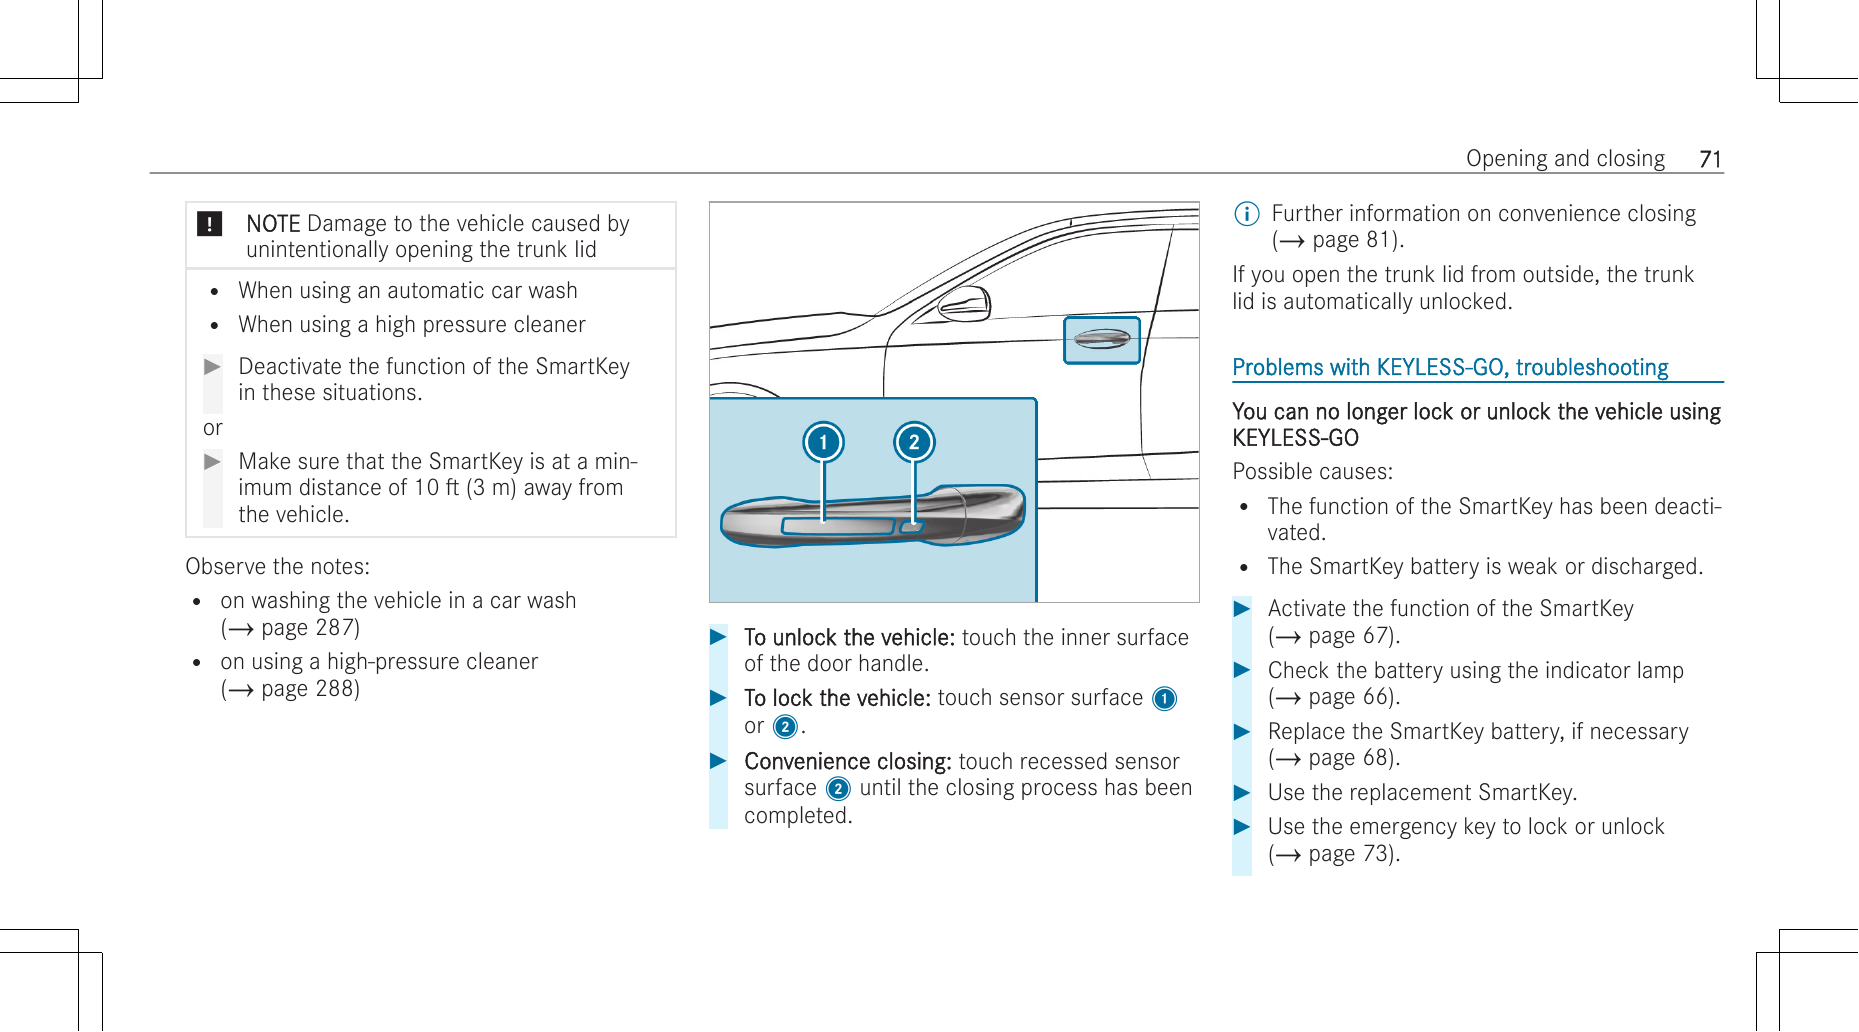 Opening and closing 71
! NOTE Damage to the vehicle caused by
unintentionally opening the trunk lid
• When using an automatic car wash
• When using a high pressure cleaner
▶ Deactivate the function of the SmartKey
in these situations.
or
▶ Make sure that the SmartKey is at a min-
imum distance of 10 ft (3 m) away from
the vehicle.
Observe the notes:
• on washing the vehicle in a car wash
(→ page 287)
• on using a high-pressure cleaner
(→ page 288)
1 2
▶ To unlock the vehicle: touch the inner surface
of the door handle.
▶ To lock the vehicle: touch sensor surface 1
or 2.
▶ Convenience closing: touch recessed sensor
surface 2 until the closing process has been
completed.
i Further information on convenience closing
(→ page 81).
If you open the trunk lid from outside, the trunk
lid is automatically unlocked.
Problems with KEYLESS-GO, troubleshooting
You can no longer lock or unlock the vehicle using
KEYLESS-GO
Possible causes:
• The function of the SmartKey has been deacti-
vated.
• The SmartKey battery is weak or discharged.
▶ Activate the function of the SmartKey
(→ page 67).
▶ Check the battery using the indicator lamp
(→ page 66).
▶ Replace the SmartKey battery, if necessary
(→ page 68).
▶ Use the replacement SmartKey.
▶ Use the emergency key to lock or unlock
(→ page 73).